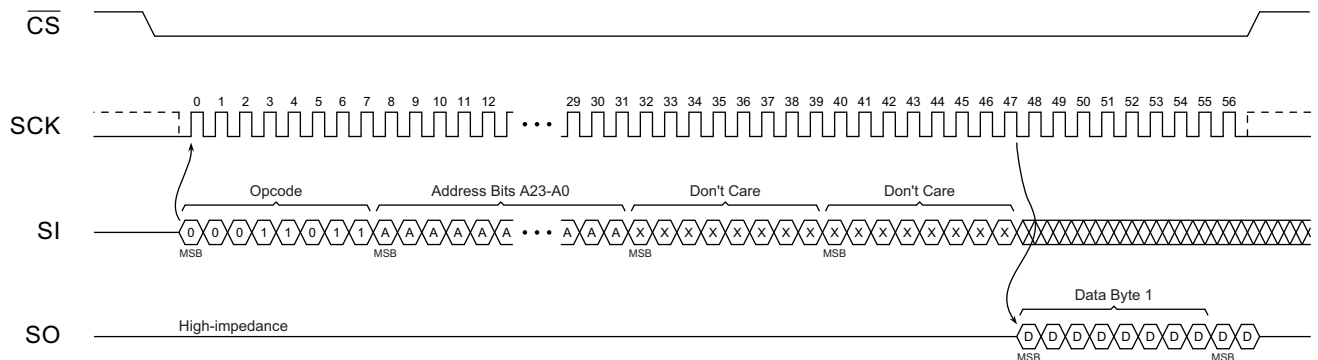 CS
SCK
0 1 2 3 4 5 6 7 8 9 10 11 12 29 30 31 32 33 34 35 36 37 38 39 40 41 42 43 44 45 46 47 48 49 50 51 52 53 54 55 56
Opcode Address Bits A23-A0 Don't Care Don't Care
SI
0 0 0 1 1 0 1 1 A A A A A A A A A X X X X X X X X X X X X X X X X
MSB MSB MSB MSB
Data Byte 1
SO
High-impedance
D D D D D D D D D D
MSB MSB